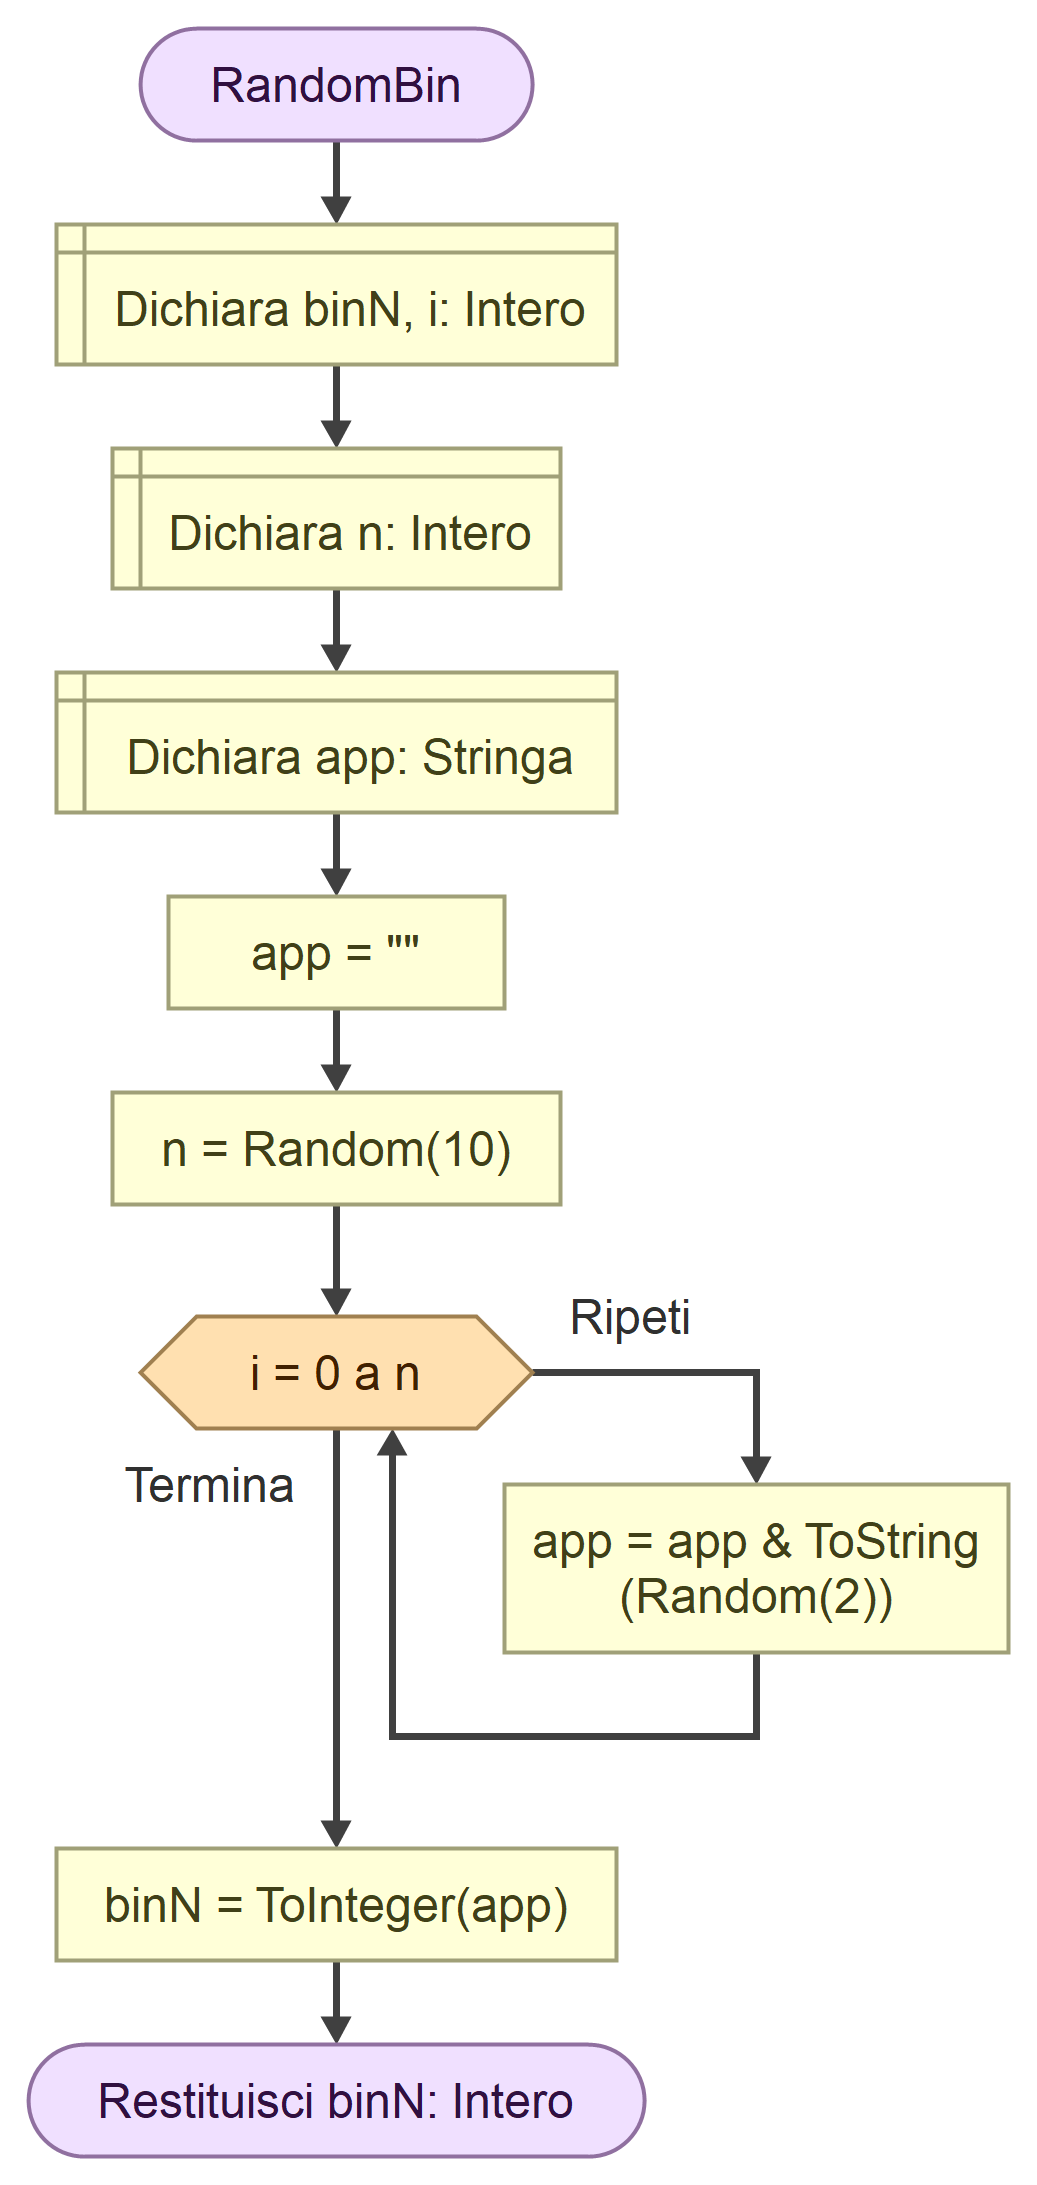 RandomBin
Dichiara binN, i: Intero
Dichiara n: Intero
Dichiara app: Stringa
app = ""
n = Random(10)
i = 0 a n
Ripeti
Termina
app = app & ToString
(Random(2))
binN = ToInteger(app)
Restituisci binN: Intero